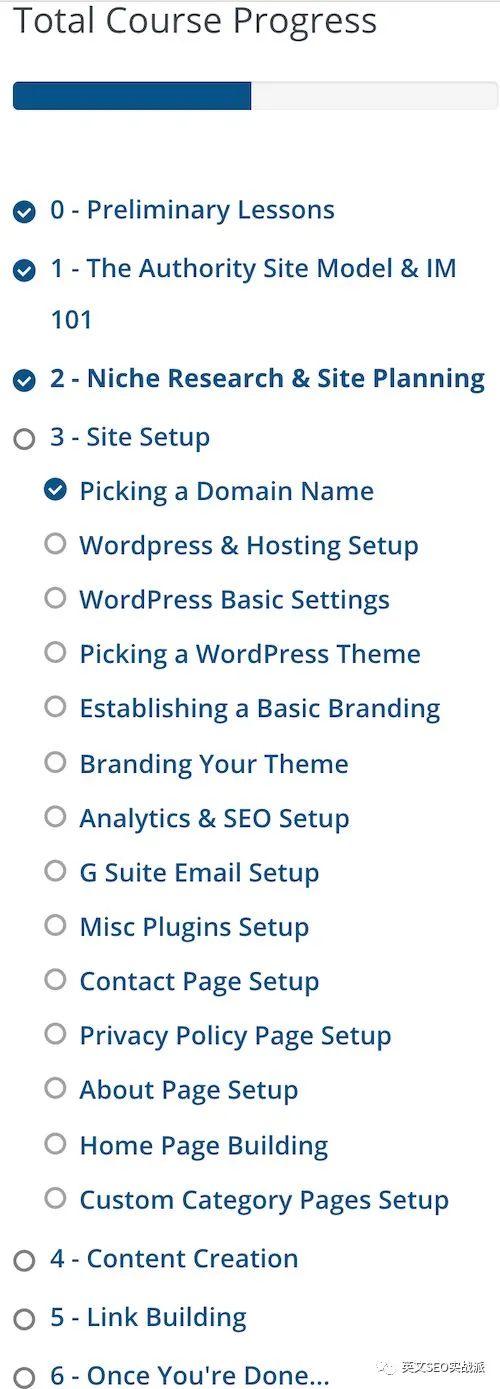 Total Course Progress
0 - Preliminary Lessons
1 - The Authority Site Model & IM
101
2 - Niche Research & Site Planning
3 - Site Setup
Picking a Domain Name
Wordpress & Hosting Setup
WordPress Basic Settings
Picking a WordPress Theme
Establishing a Basic Branding
Branding Your Theme
Analytics & SEO Setup
G Suite Email Setup
Misc Plugins Setup
Contact Page Setup
Privacy Policy Page Setup
About Page Setup
Home Page Building
Custom Category Pages Setup
4 - Content Creation
5 - Link Building
6 - Once You're Done...
英文SEO实战派